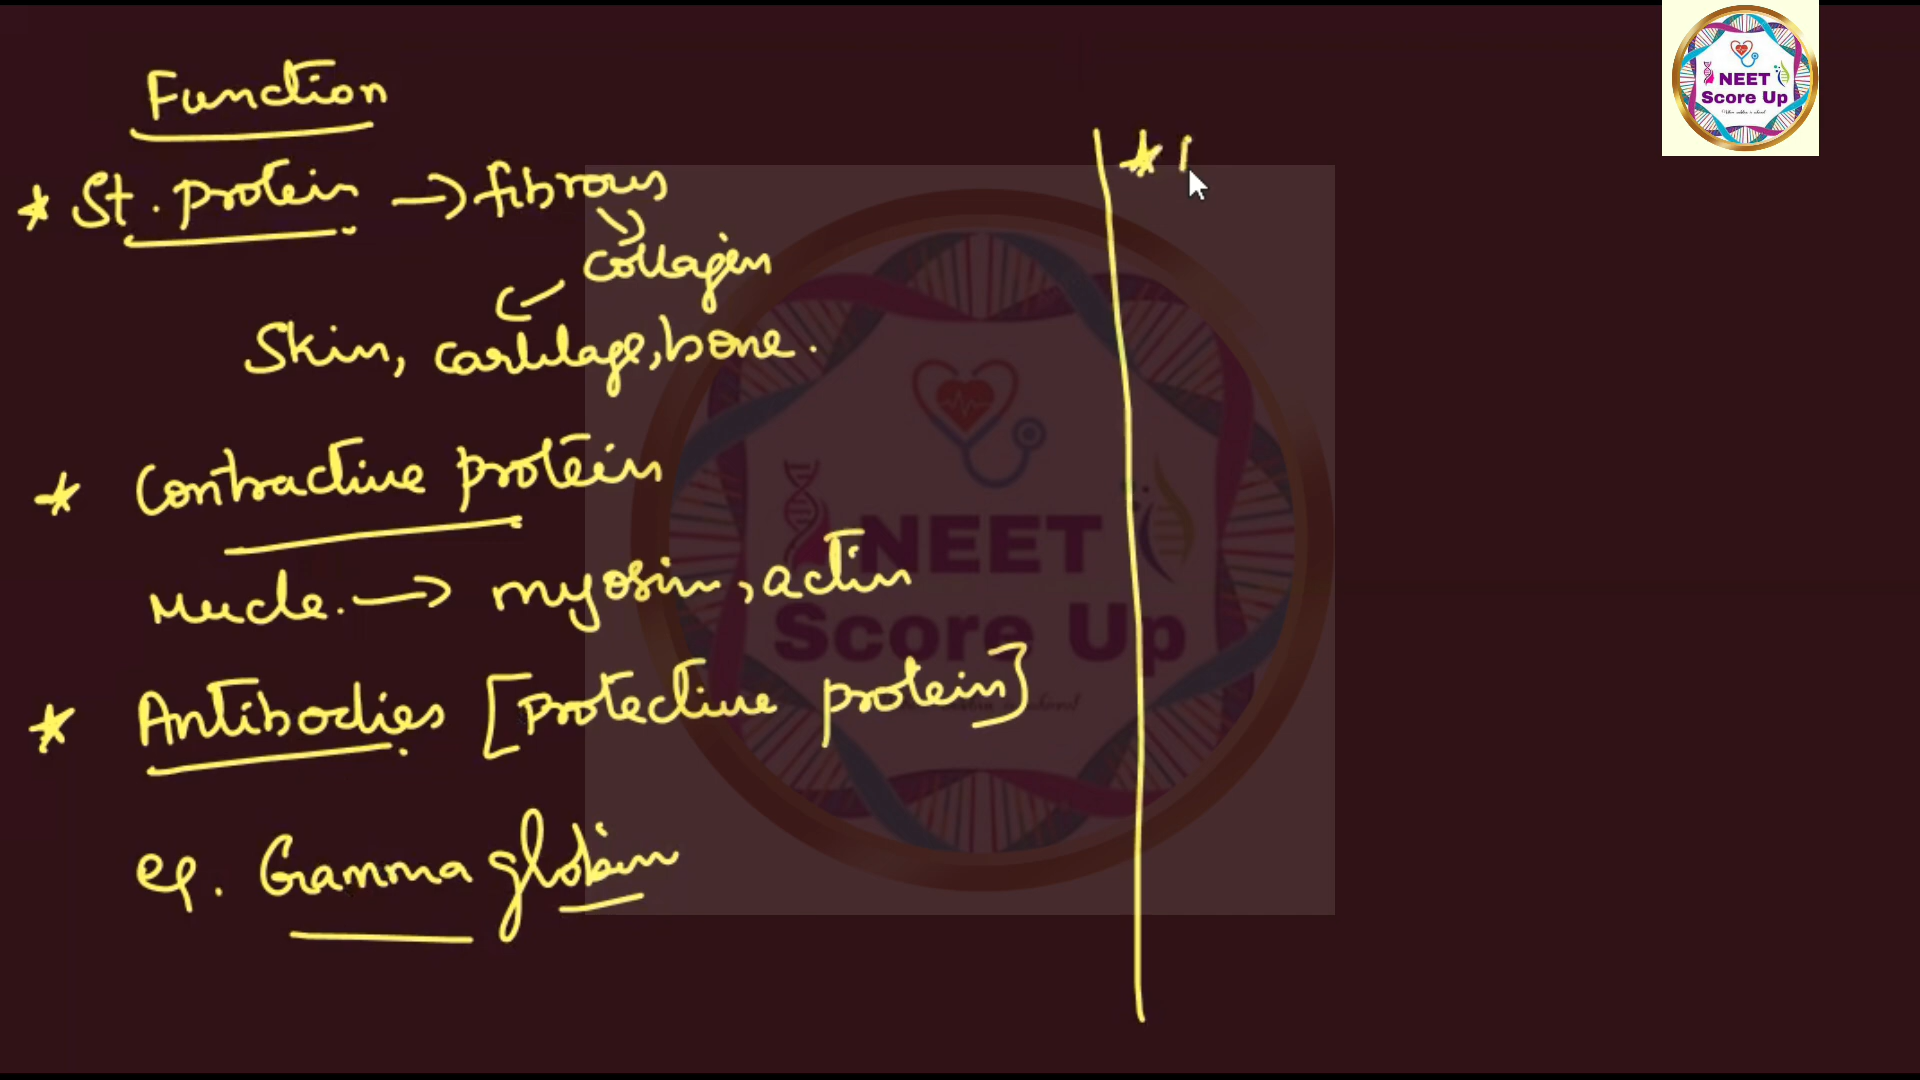 Function
* St. protein → fibrous
collagen
Skin, cartilage, bone.
* Contractive protein
Mucle. → myosin, actin
* Antibodies [protective protein]
eg. Gamma globin
*
NEET
Score Up
NEET
Score Up